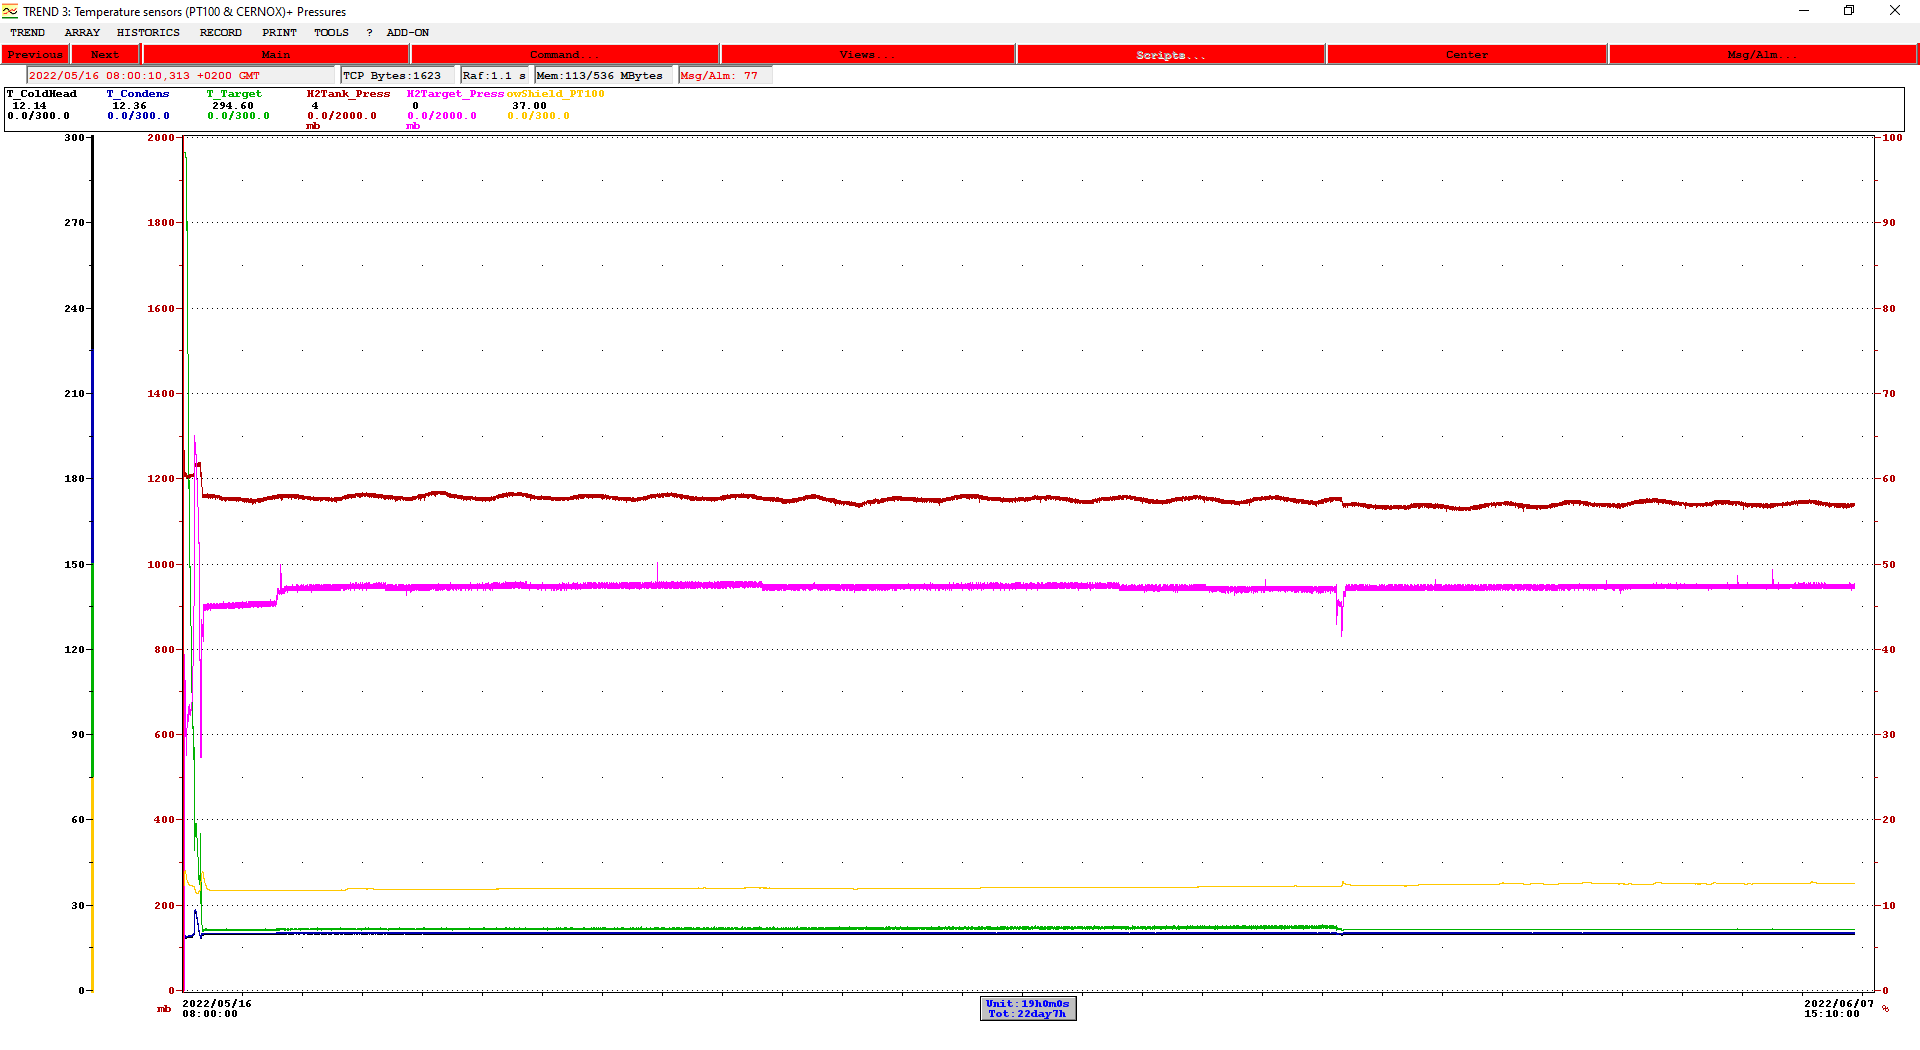 TREND 3: Temperature sensors (PT100 & CERNOX)+ Pressures
TREND ARRAY HISTORICS RECORD PRINT TOOLS ? ADD-ON
Previous Next Main Command... Views... Scripts... Center Msg/Alm...
2022/05/16 08:00:10,313 +0200 GMT TCP Bytes:1623 Raf:1.1 s Mem:113/536 MBytes Msg/Alm: 77
T_ColdHead T_Condens T_Target H2Tank_Press H2Target_Press owShield_PT100
12.14 12.36 294.60 4 0 37.00
0.0/300.0 0.0/300.0 0.0/300.0 0.0/2000.0 0.0/2000.0 0.0/300.0
mb mb
300 2000 100
270 1800 90
240 1600 80
210 1400 70
180 1200 60
150 1000 50
120 800 40
90 600 30
60 400 20
30 200 10
0 0 0
mb 2022/05/16 Unit:19h0m0s 2022/06/07 %
08:00:00 Tot:22day7h 15:10:00